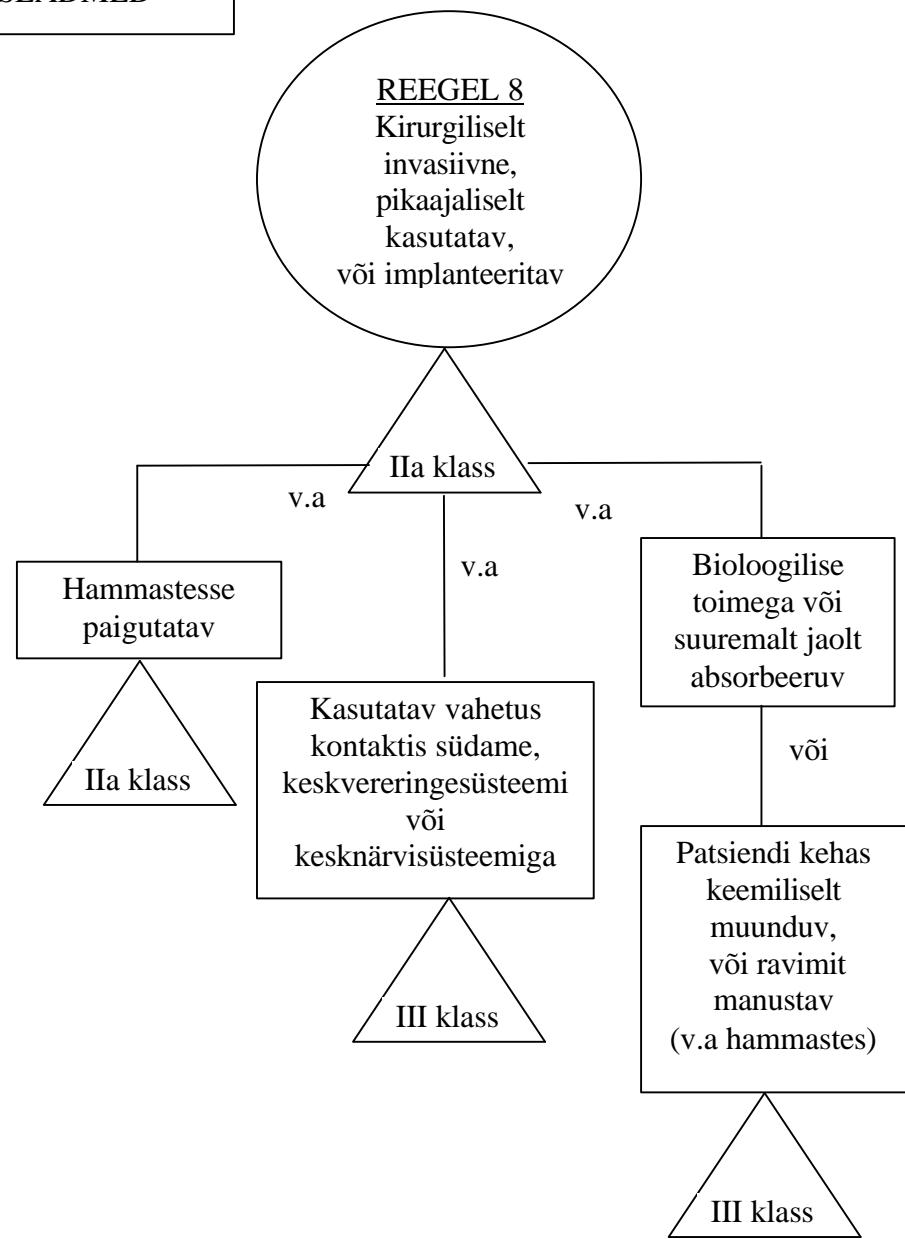 REEGEL 8
Kirurgiliselt
invasiivne,
pikaajaliselt
kasutatav,
või implanteeritav
IIa klass
v.a
v.a
v.a
Hammastesse
paigutatav
IIa klass
Kasutatav vahetus
kontaktis südame,
keskvereringesüsteemi
või
kesknärvisüsteemiga
III klass
Bioloogilise
toimega või
suuremalt jaolt
absorbeeruv
või
Patsiendi kehas
keemiliselt
muunduv,
või ravimit
manustav
(v.a hammastes)
III klass